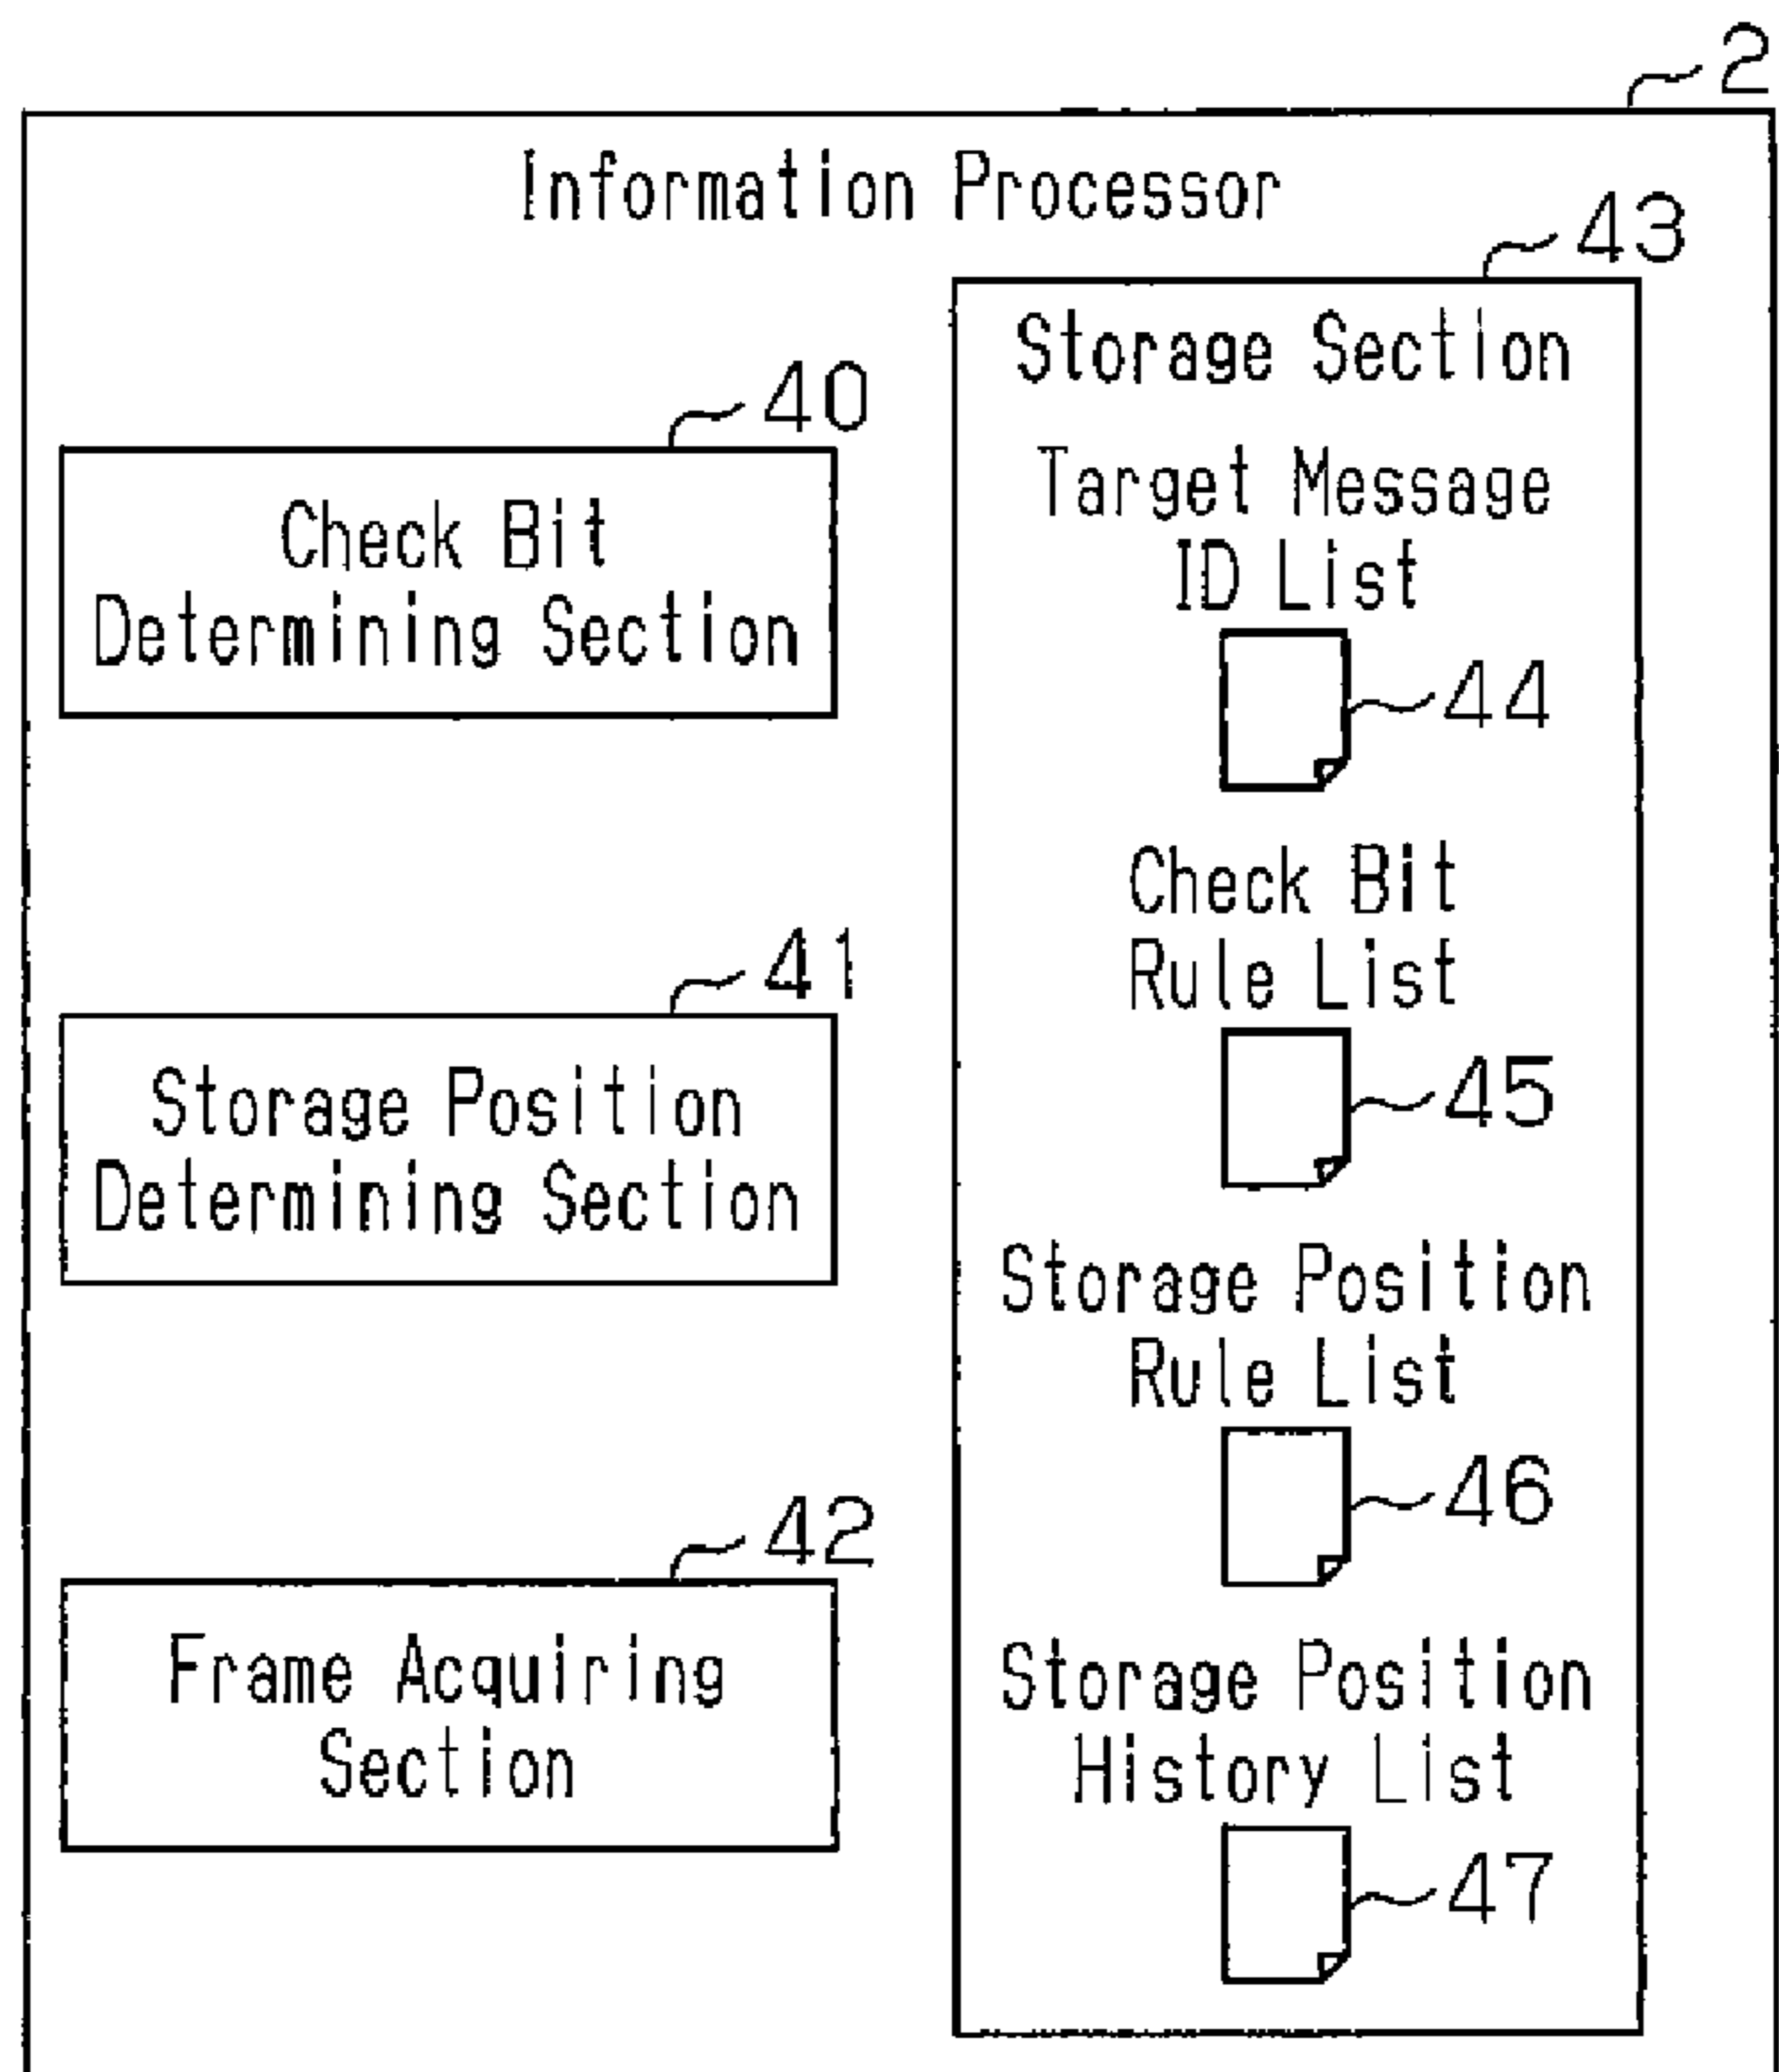 2
Information Processor
43
Storage Section
40
Check Bit
Determining Section
Target Message
ID List
44
Check Bit
Rule List
45
41
Storage Position
Determining Section
Storage Position
Rule List
46
42
Frame Acquiring
Section
Storage Position
History List
47